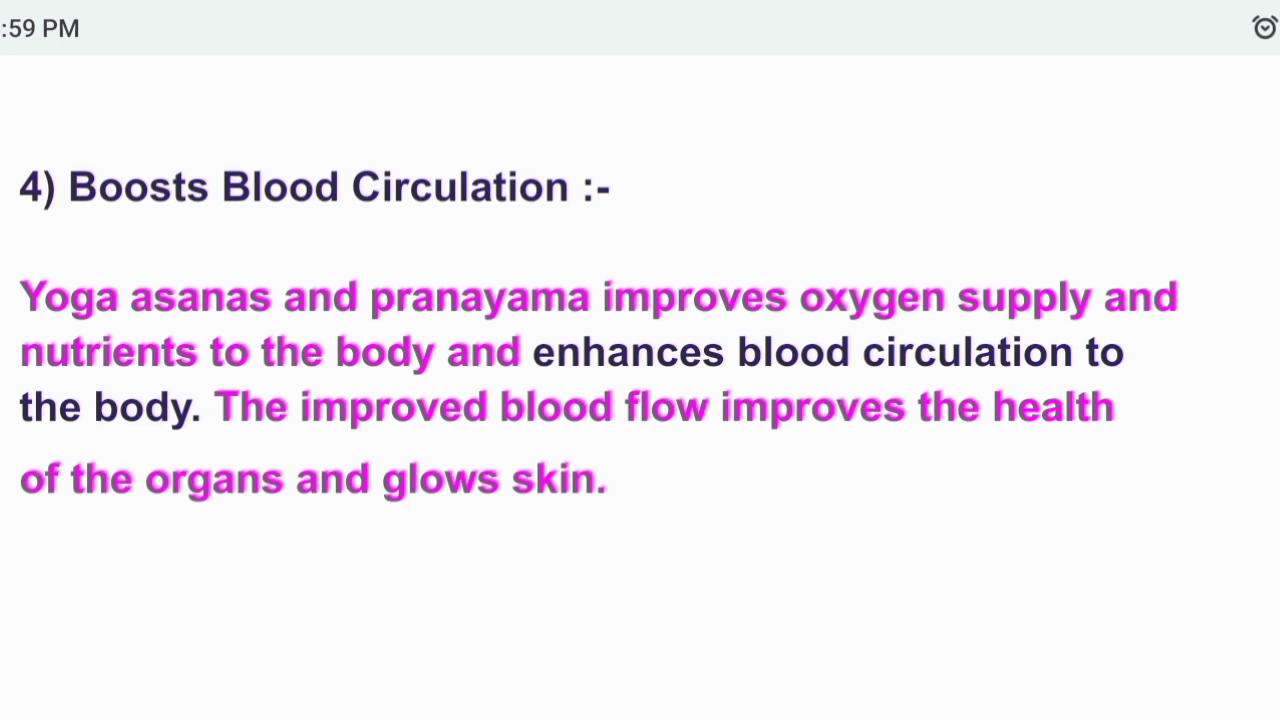 :59 PM
4) Boosts Blood Circulation :-
Yoga asanas and pranayama improves oxygen supply and
nutrients to the body and enhances blood circulation to
the body. The improved blood flow improves the health
of the organs and glows skin.